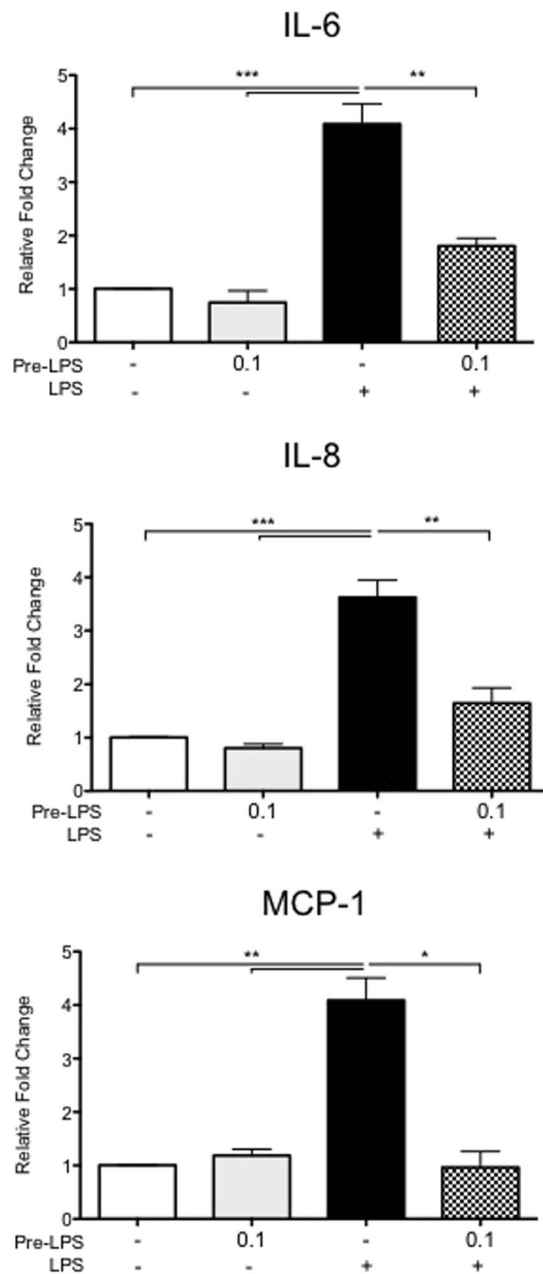 IL-6
*** **
Relative Fold Change
5
4
3
2
1
0
Pre-LPS - 0.1 - 0.1
LPS - - + +
IL-8
*** **
Relative Fold Change
5
4
3
2
1
0
Pre-LPS - 0.1 - 0.1
LPS - - + +
MCP-1
** *
Relative Fold Change
5
4
3
2
1
0
Pre-LPS - 0.1 - 0.1
LPS - - + +